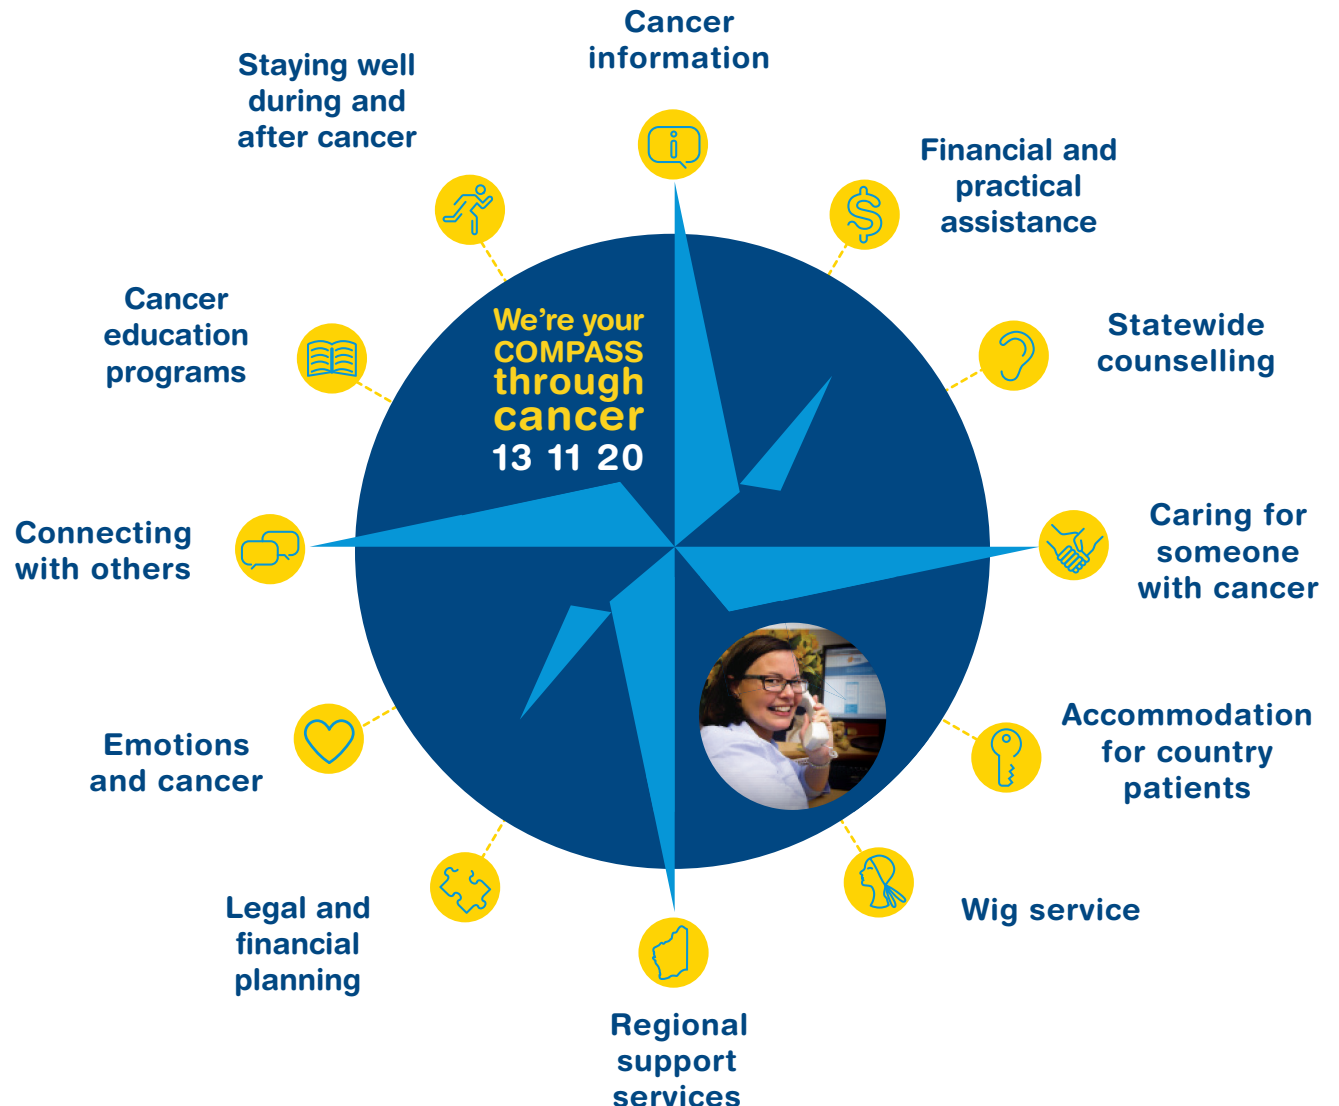 Cancer
information
Financial and
practical
assistance
Statewide
counselling
Caring for
someone
with cancer
Accommodation
for country
patients
Wig service
Regional
support
services
Legal and
financial
planning
Emotions
and cancer
Connecting
with others
Cancer
education
programs
Staying well
during and
after cancer
We're your
COMPASS
through
cancer
13 11 20